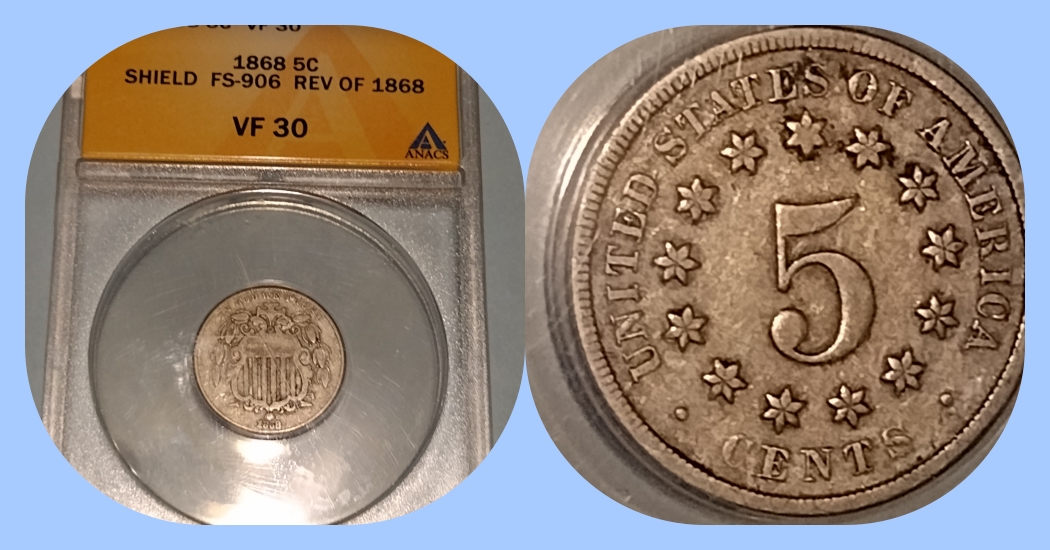 1868 5C
SHIELD FS-906 REV OF 1868
VF 30
ANACS
UNITED STATES OF AMERICA
5
CENTS